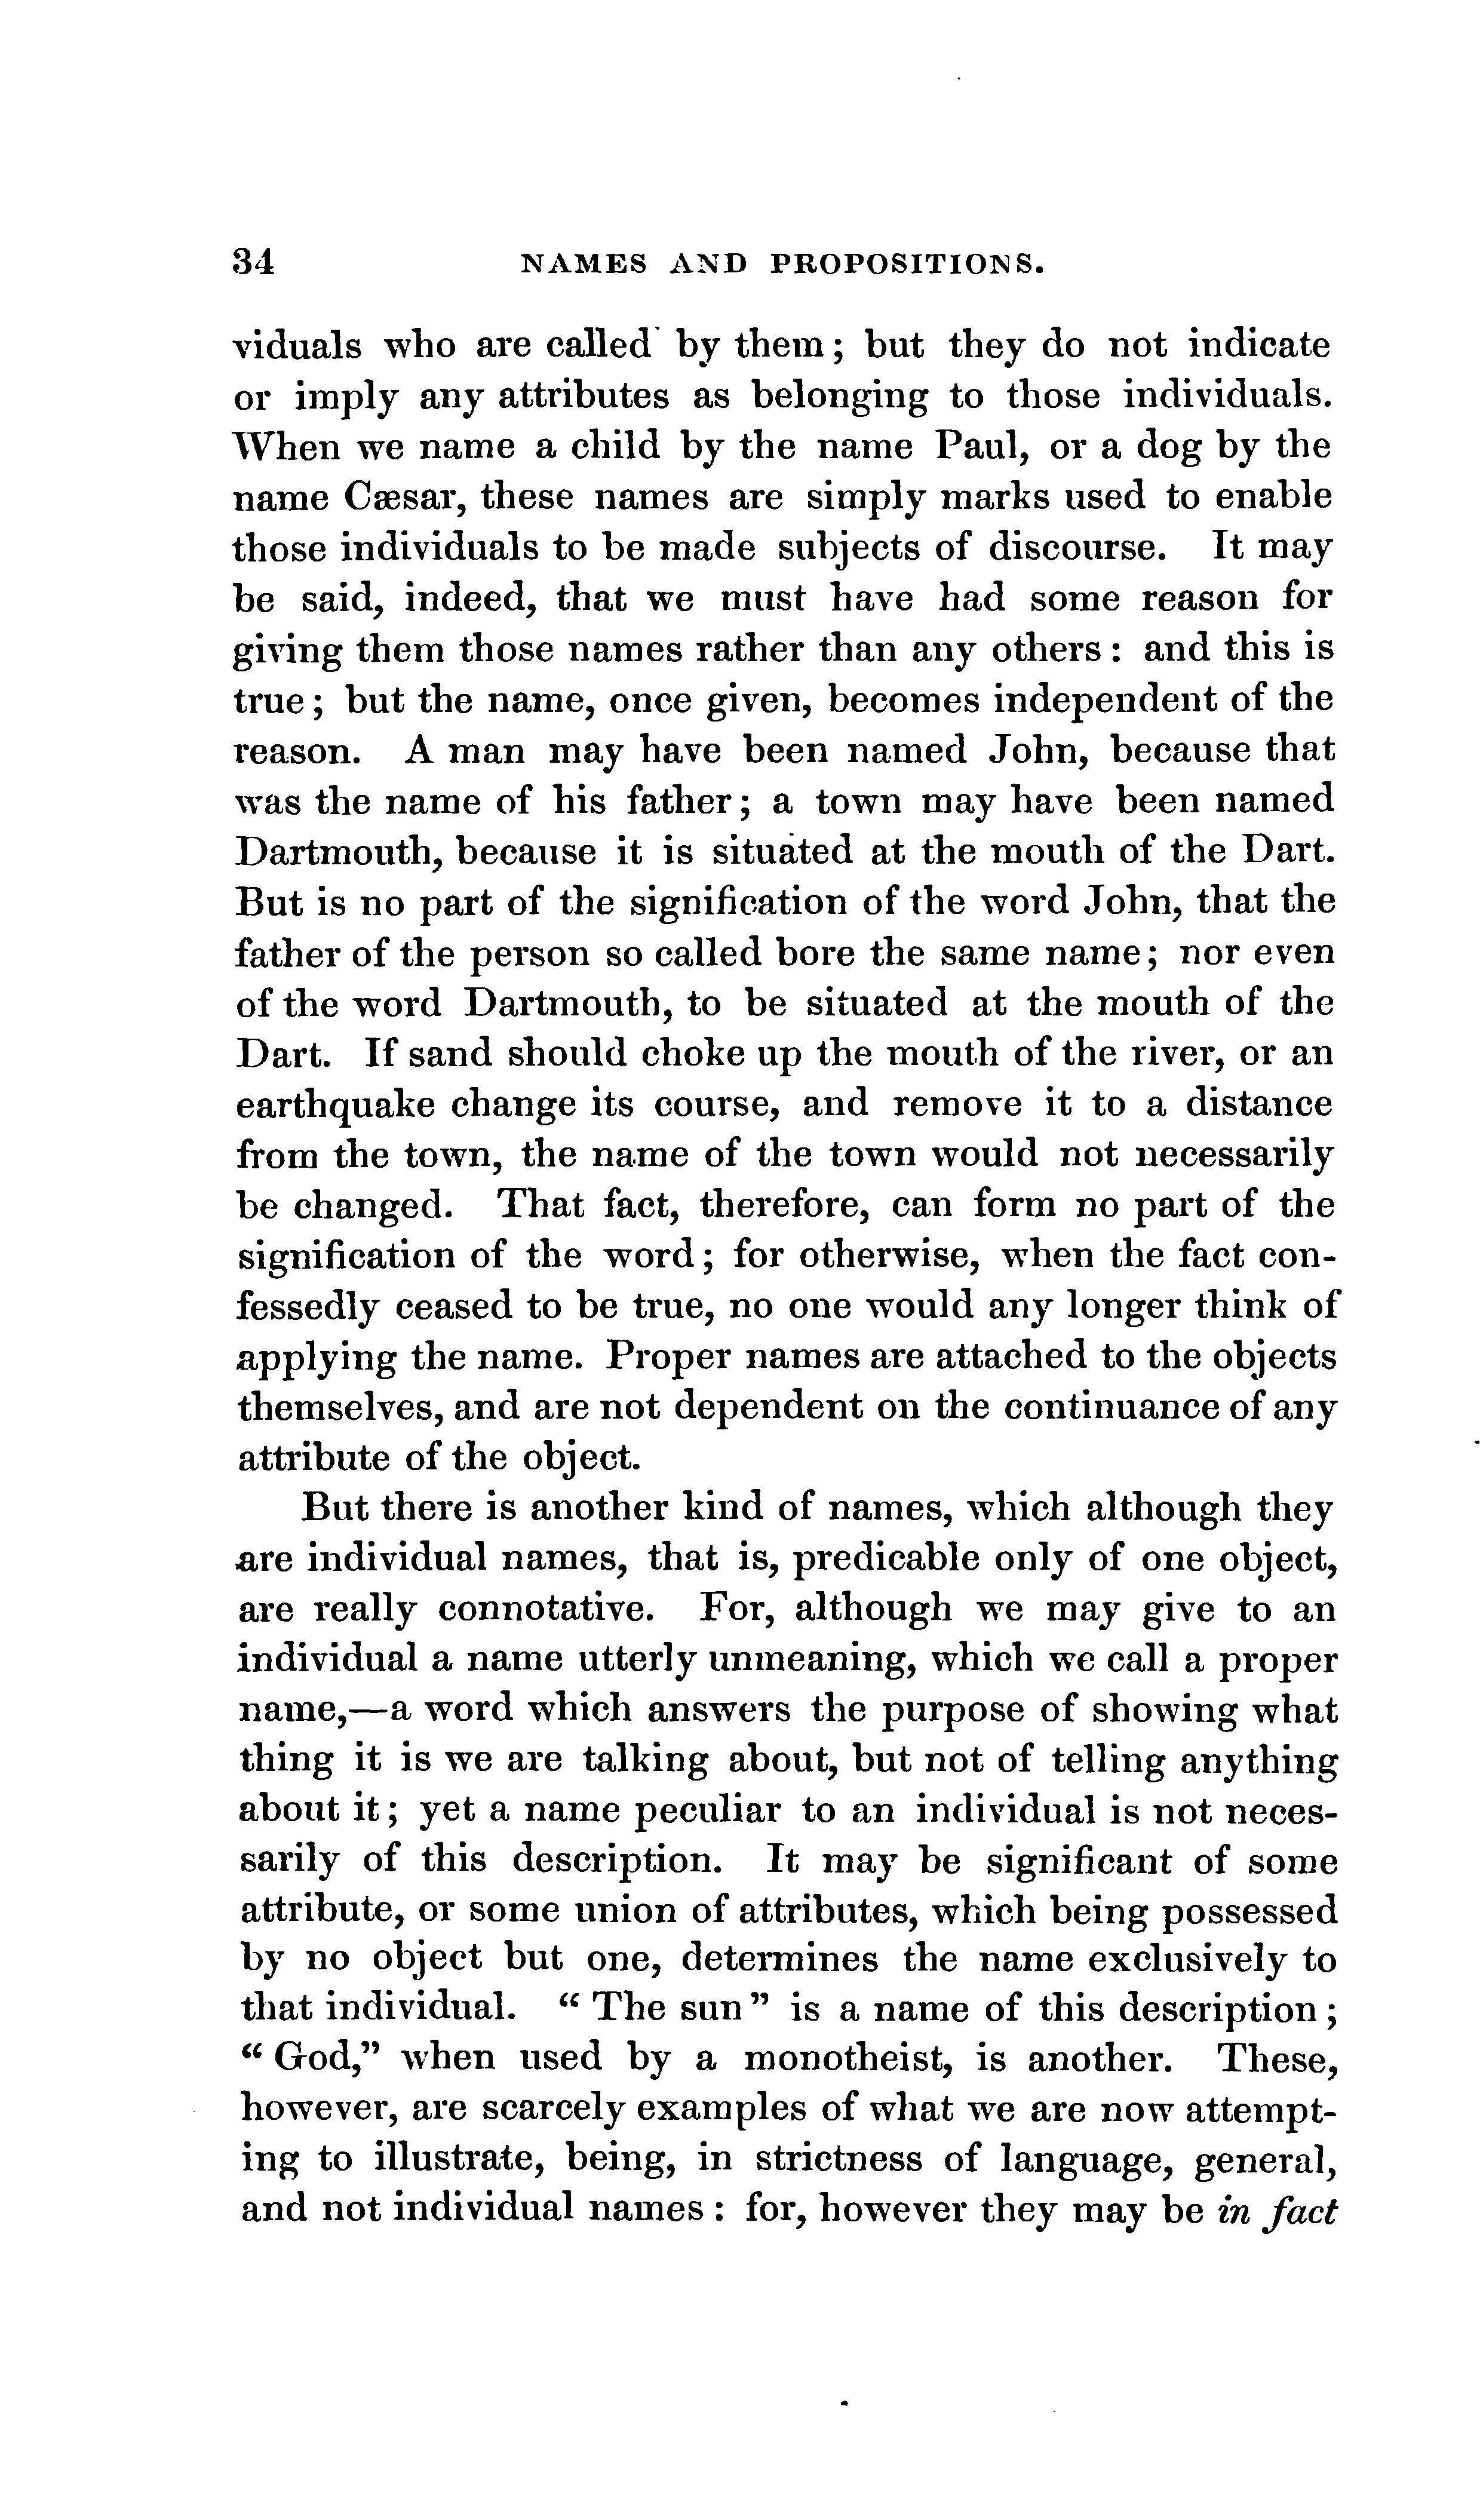 34 NAMES AND PROPOSITIONS.
viduals who are called by them; but they do not indicate
or imply any attributes as belonging to those individuals.
When we name a child by the name Paul, or a dog by the
name Cæsar, these names are simply marks used to enable
those individuals to be made subjects of discourse. It may
be said, indeed, that we must have had some reason for
giving them those names rather than any others: and this is
true; but the name, once given, becomes independent of the
reason. A man may have been named John, because that
was the name of his father; a town may have been named
Dartmouth, because it is situated at the mouth of the Dart.
But is no part of the signification of the word John, that the
father of the person so called bore the same name; nor even
of the word Dartmouth, to be situated at the mouth of the
Dart. If sand should choke up the mouth of the river, or an
earthquake change its course, and remove it to a distance
from the town, the name of the town would not necessarily
be changed. That fact, therefore, can form no part of the
signification of the word; for otherwise, when the fact con-
fessedly ceased to be true, no one would any longer think of
applying the name. Proper names are attached to the objects
themselves, and are not dependent on the continuance of any
attribute of the object.
But there is another kind of names, which although they
are individual names, that is, predicable only of one object,
are really connotative. For, although we may give to an
individual a name utterly unmeaning, which we call a proper
name,—a word which answers the purpose of showing what
thing it is we are talking about, but not of telling anything
about it; yet a name peculiar to an individual is not neces-
sarily of this description. It may be significant of some
attribute, or some union of attributes, which being possessed
by no object but one, determines the name exclusively to
that individual. "The sun" is a name of this description;
"God," when used by a monotheist, is another. These,
however, are scarcely examples of what we are now attempt-
ing to illustrate, being, in strictness of language, general,
and not individual names: for, however they may be in fact